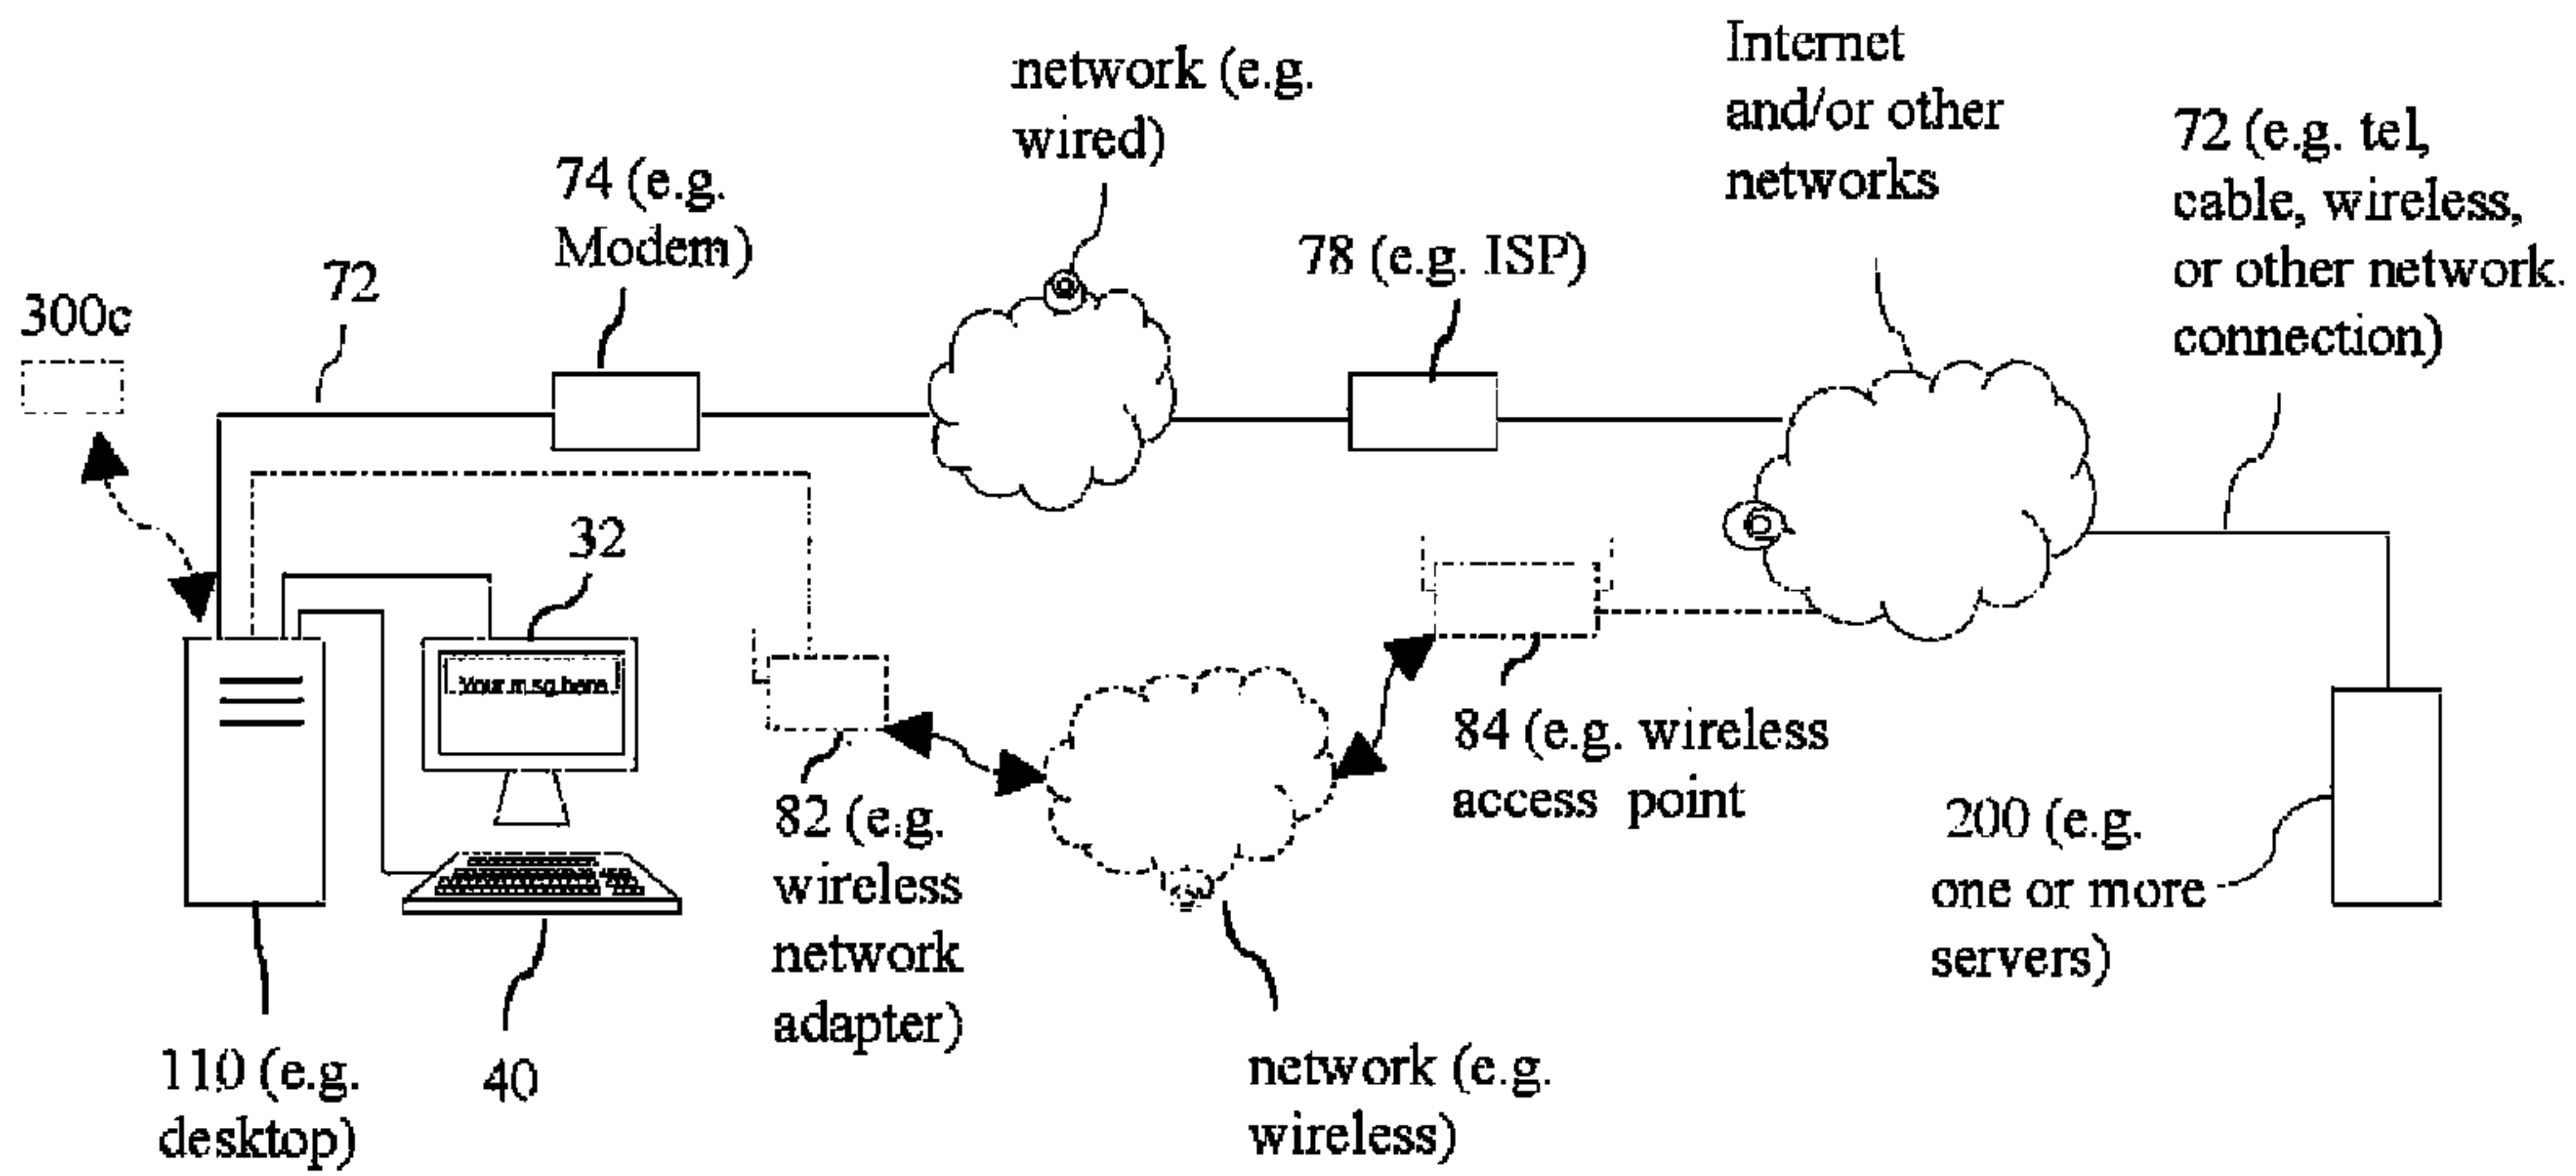 Internet
and/or other
networks
network (e.g.
wired)
72 (e.g. tel,
cable, wireless,
or other network.
connection)
74 (e.g.
Modem)
78 (e.g. ISP)
72
300c
32
Your msg here
84 (e.g. wireless
access point
82 (e.g.
wireless
network
adapter)
200 (e.g.
one or more
servers)
110 (e.g.
desktop)
40
network (e.g.
wireless)